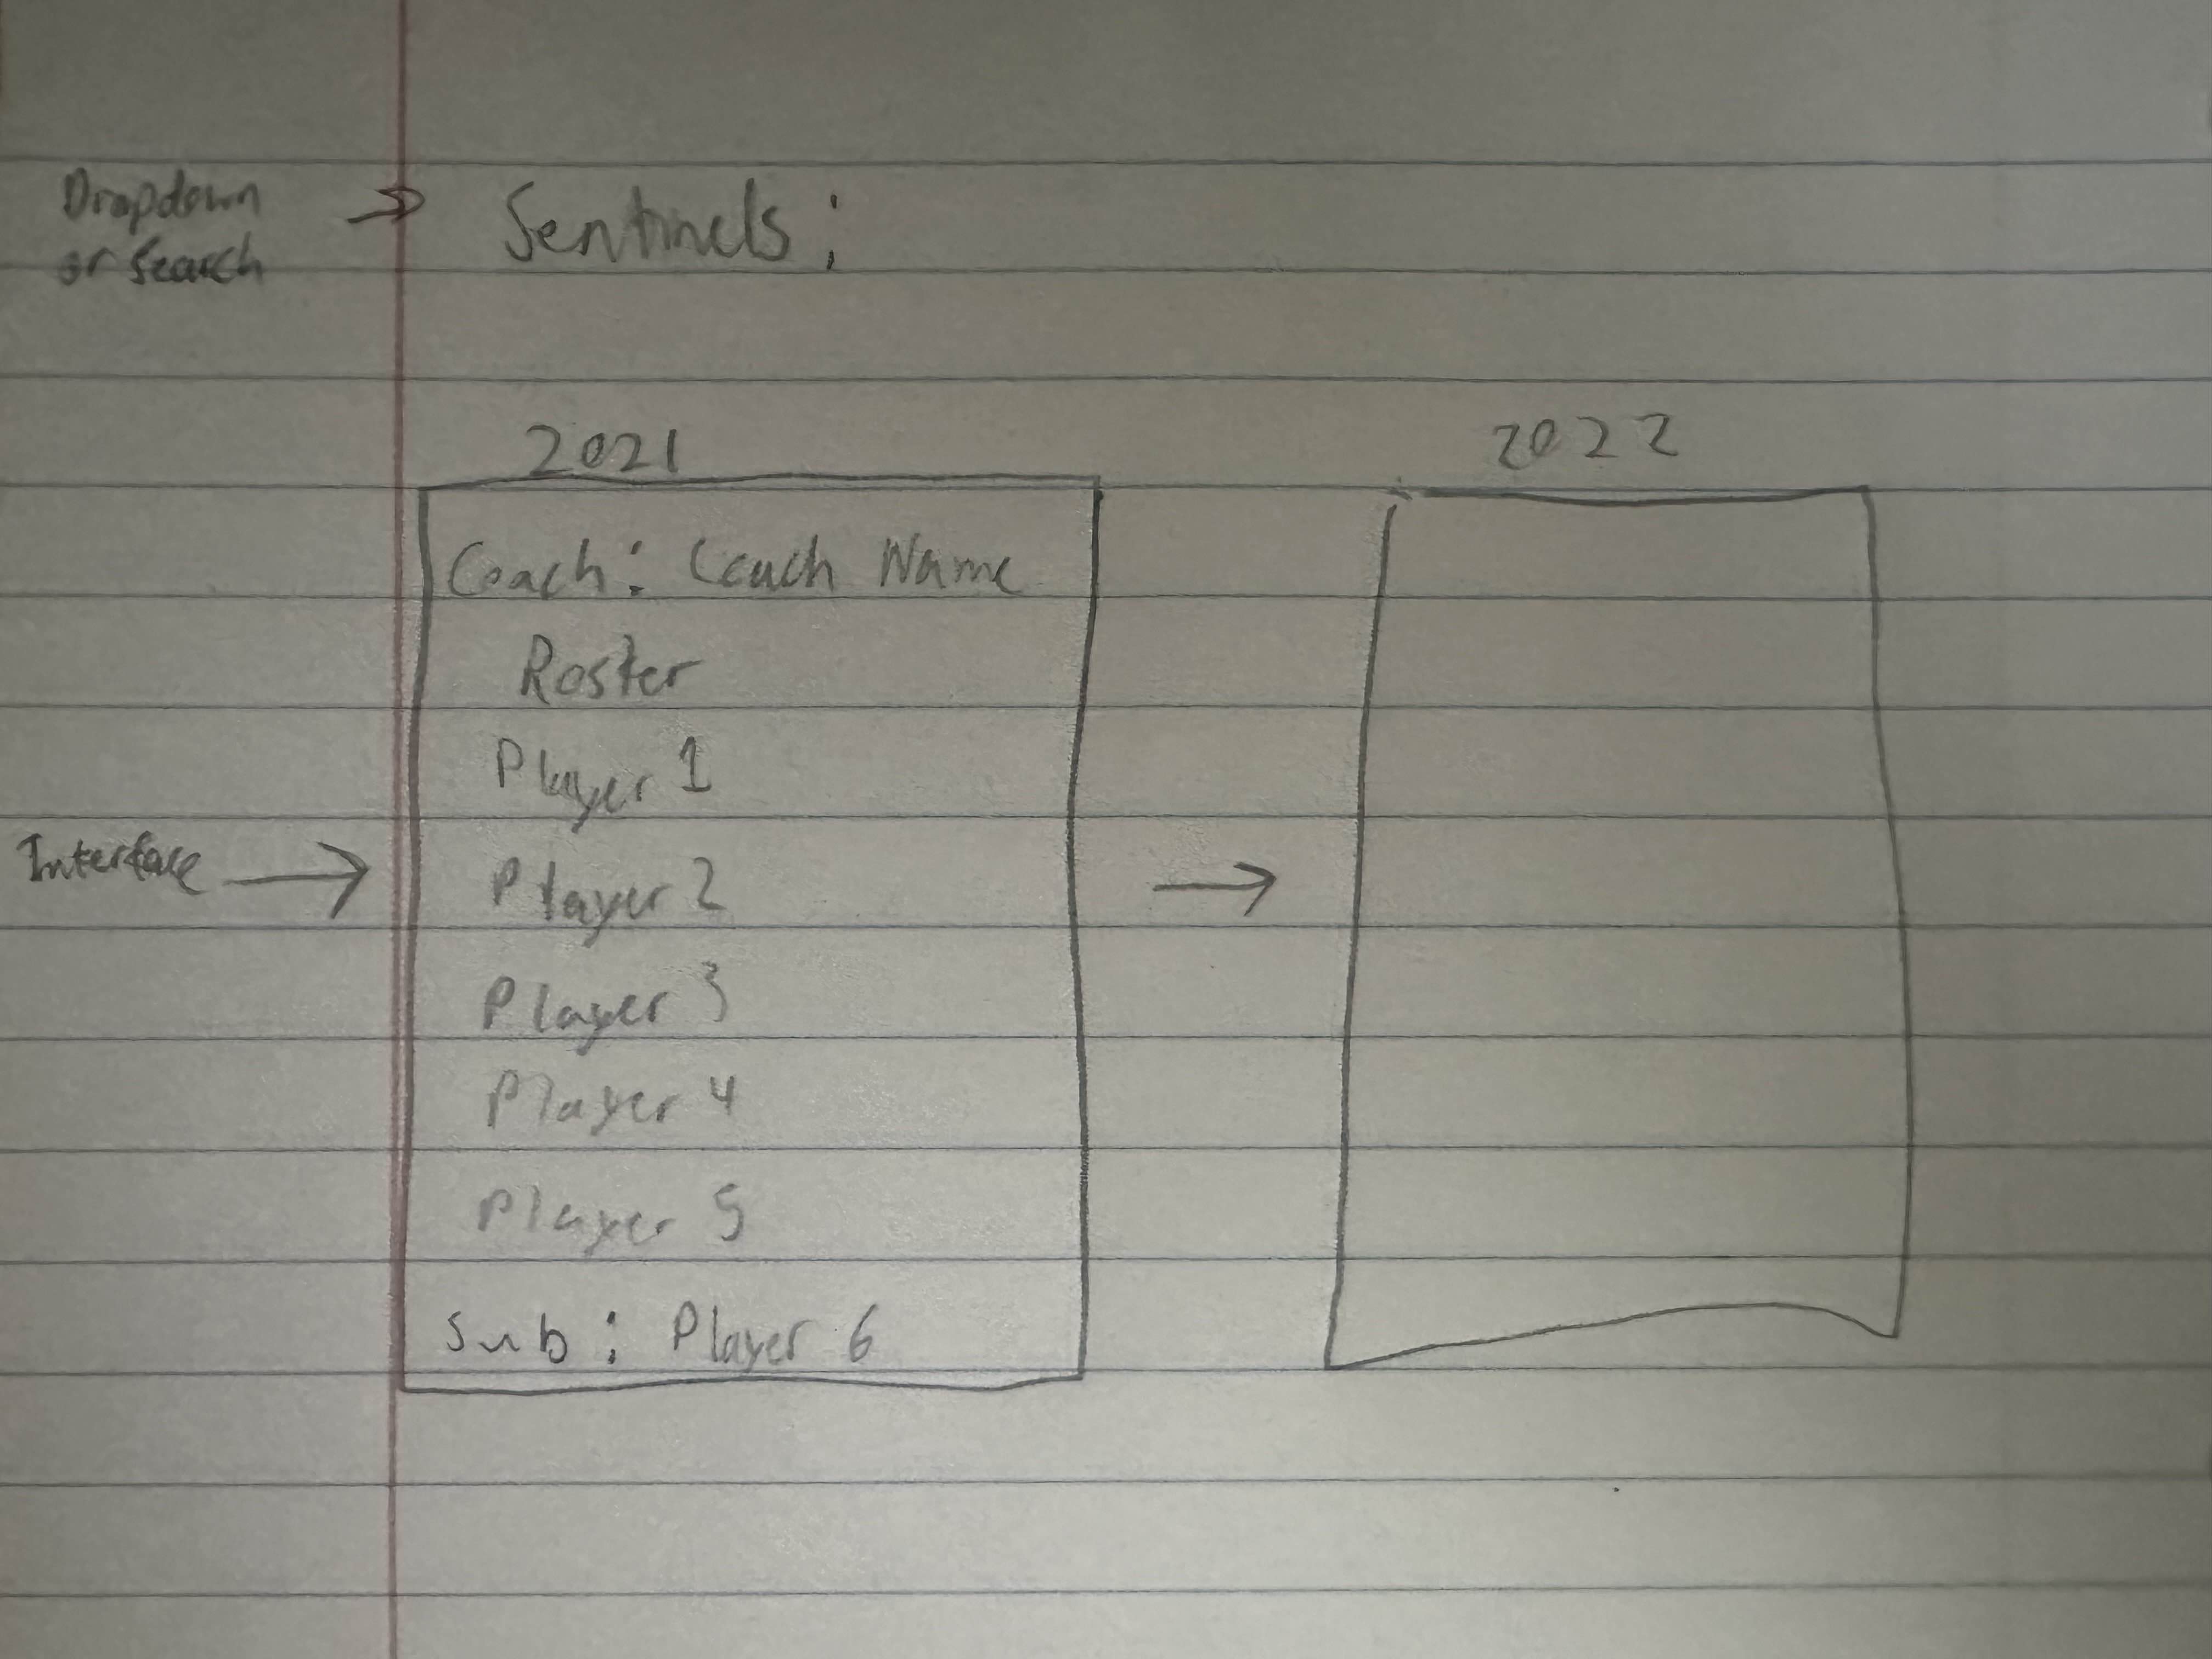 Dropdown
or Search
Sentinels:
2021
2022
Coach: Coach Name
Roster
Player 1
Interface
Player 2
Player 3
Player 4
Player 5
Sub: Player 6